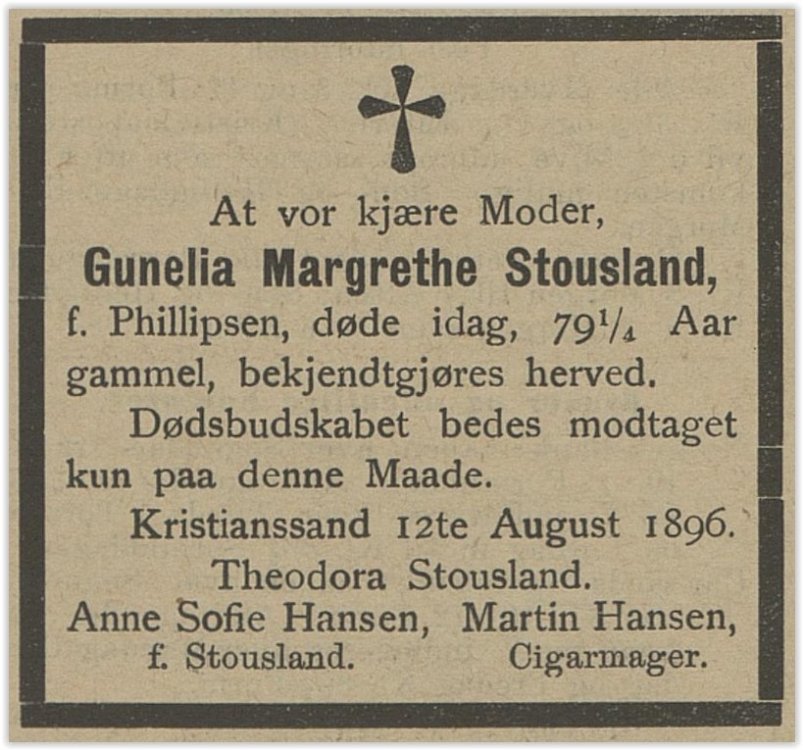 At vor kjære Moder,
Gunelia Margrethe Stousland,
f. Phillipsen, døde idag, 79¹/₄ Aar
gammel, bekjendtgjøres herved.
Dødsbudskabet bedes modtaget
kun paa denne Maade.
Kristianssand 12te August 1896.
Theodora Stousland.
Anne Sofie Hansen, Martin Hansen,
f. Stousland. Cigarmager.